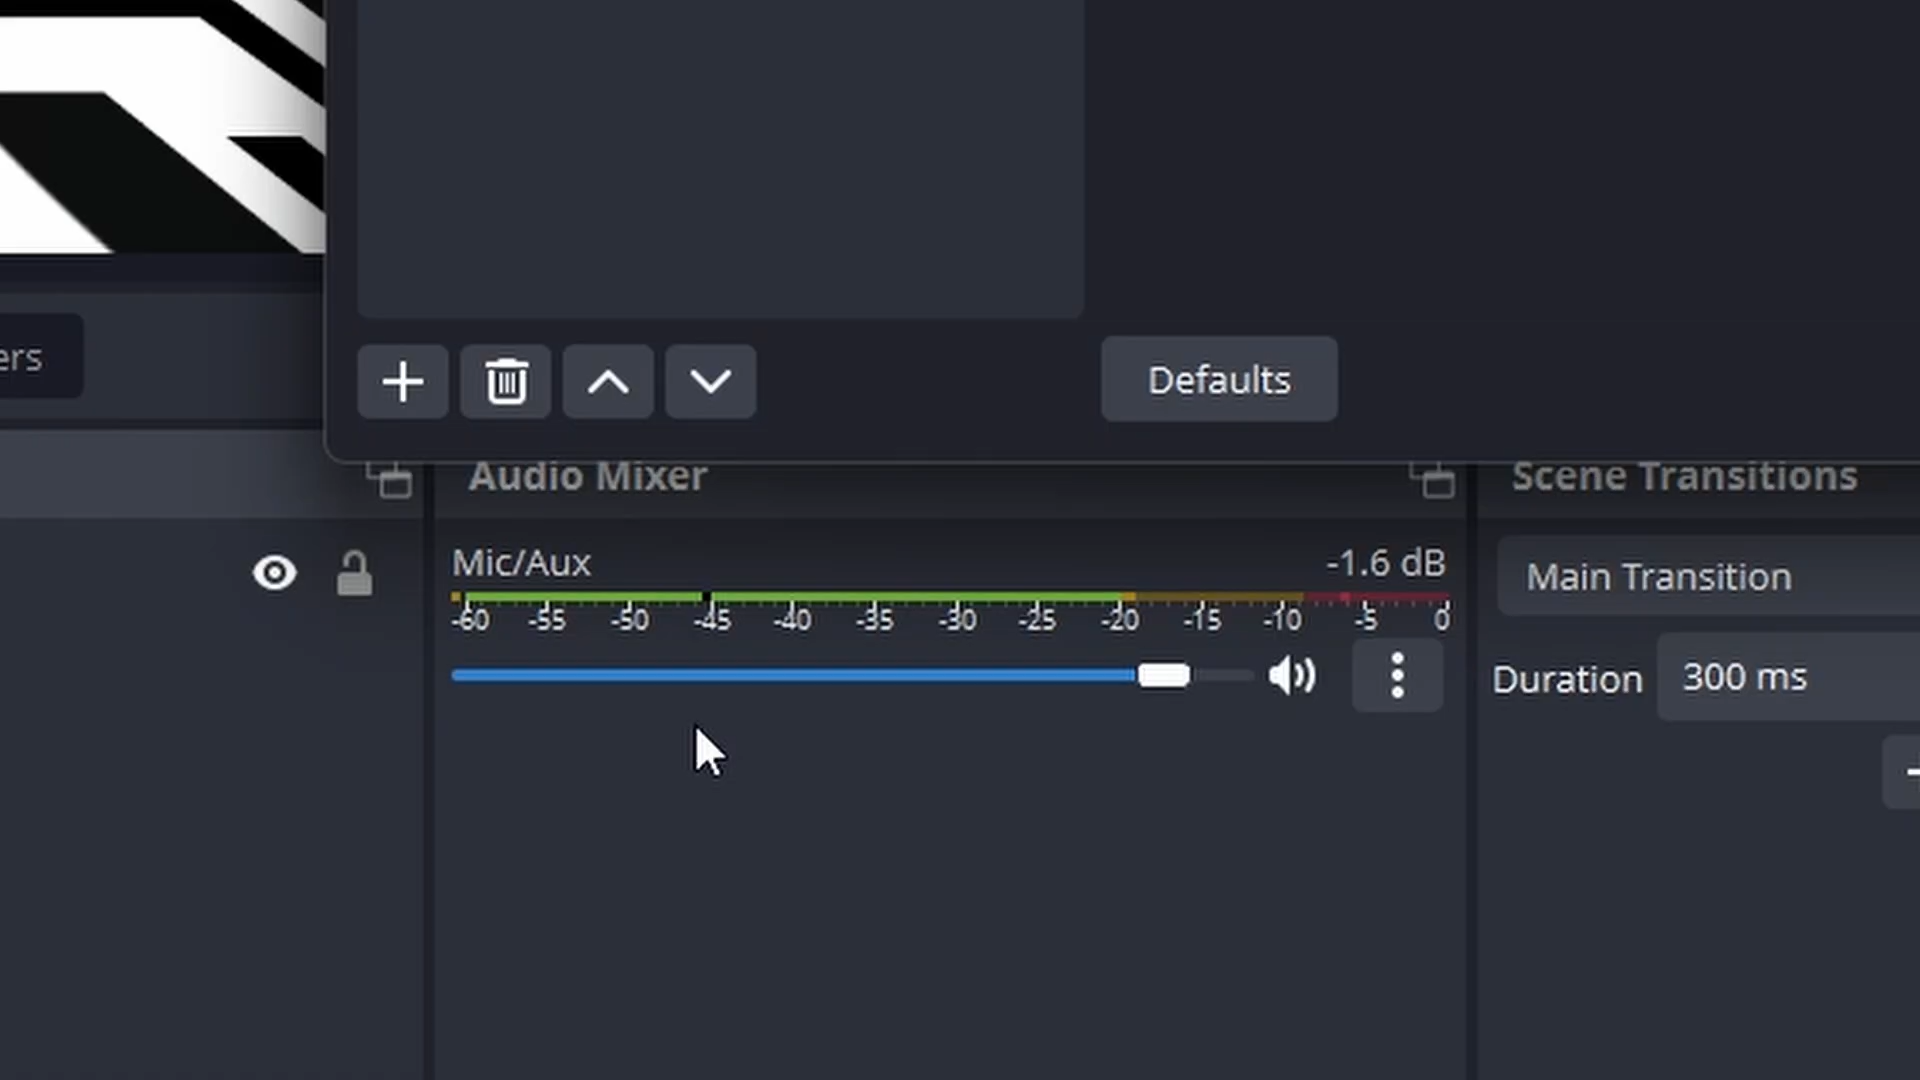 ers
Defaults
Audio Mixer
Scene Transitions
Mic/Aux
-1.6 dB
-60 -55 -50 -45 -40 -35 -30 -25 -20 -15 -10 -5 0
Main Transition
Duration
300 ms